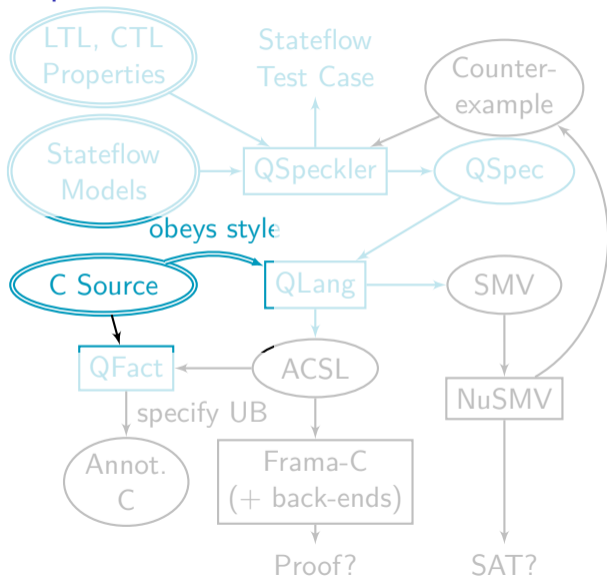 LTL, CTL
Properties
Stateflow
Test Case
Counter-
example
Stateflow
Models
QSpeckler
QSpec
obeys style
C Source
QLang
SMV
QFact
ACSL
NuSMV
specify UB
Annot.
C
Frama-C
(+ back-ends)
Proof?
SAT?